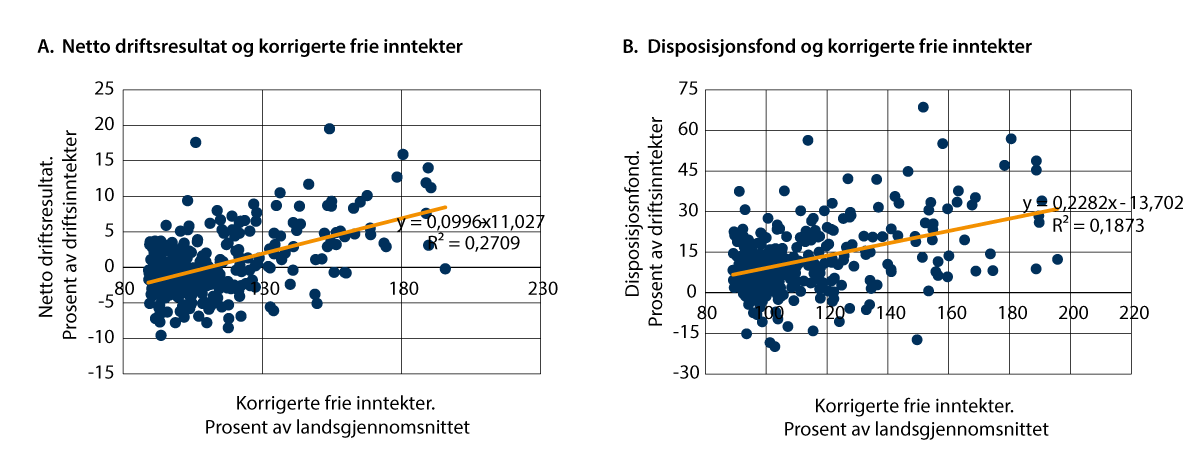 A. Netto driftsresultat og korrigerte frie inntekter
25
20
15
10
5
0
-5
-10
-15
80
130
180
230
Netto driftsresultat.
Prosent av driftsinntekter
y = 0,0996x-11,027
R² = 0,2709
Korrigerte frie inntekter.
Prosent av landsgjennomsnittet
B. Disposisjonsfond og korrigerte frie inntekter
75
60
45
30
15
0
-15
-30
80
100
120
140
160
180
200
220
Disposisjosnfond.
Prosent av driftsinntekter
y = 0,2282x - 13,702
R² = 0,1873
Korrigerte frie inntekter.
Prosent av landsgjennomsnittet